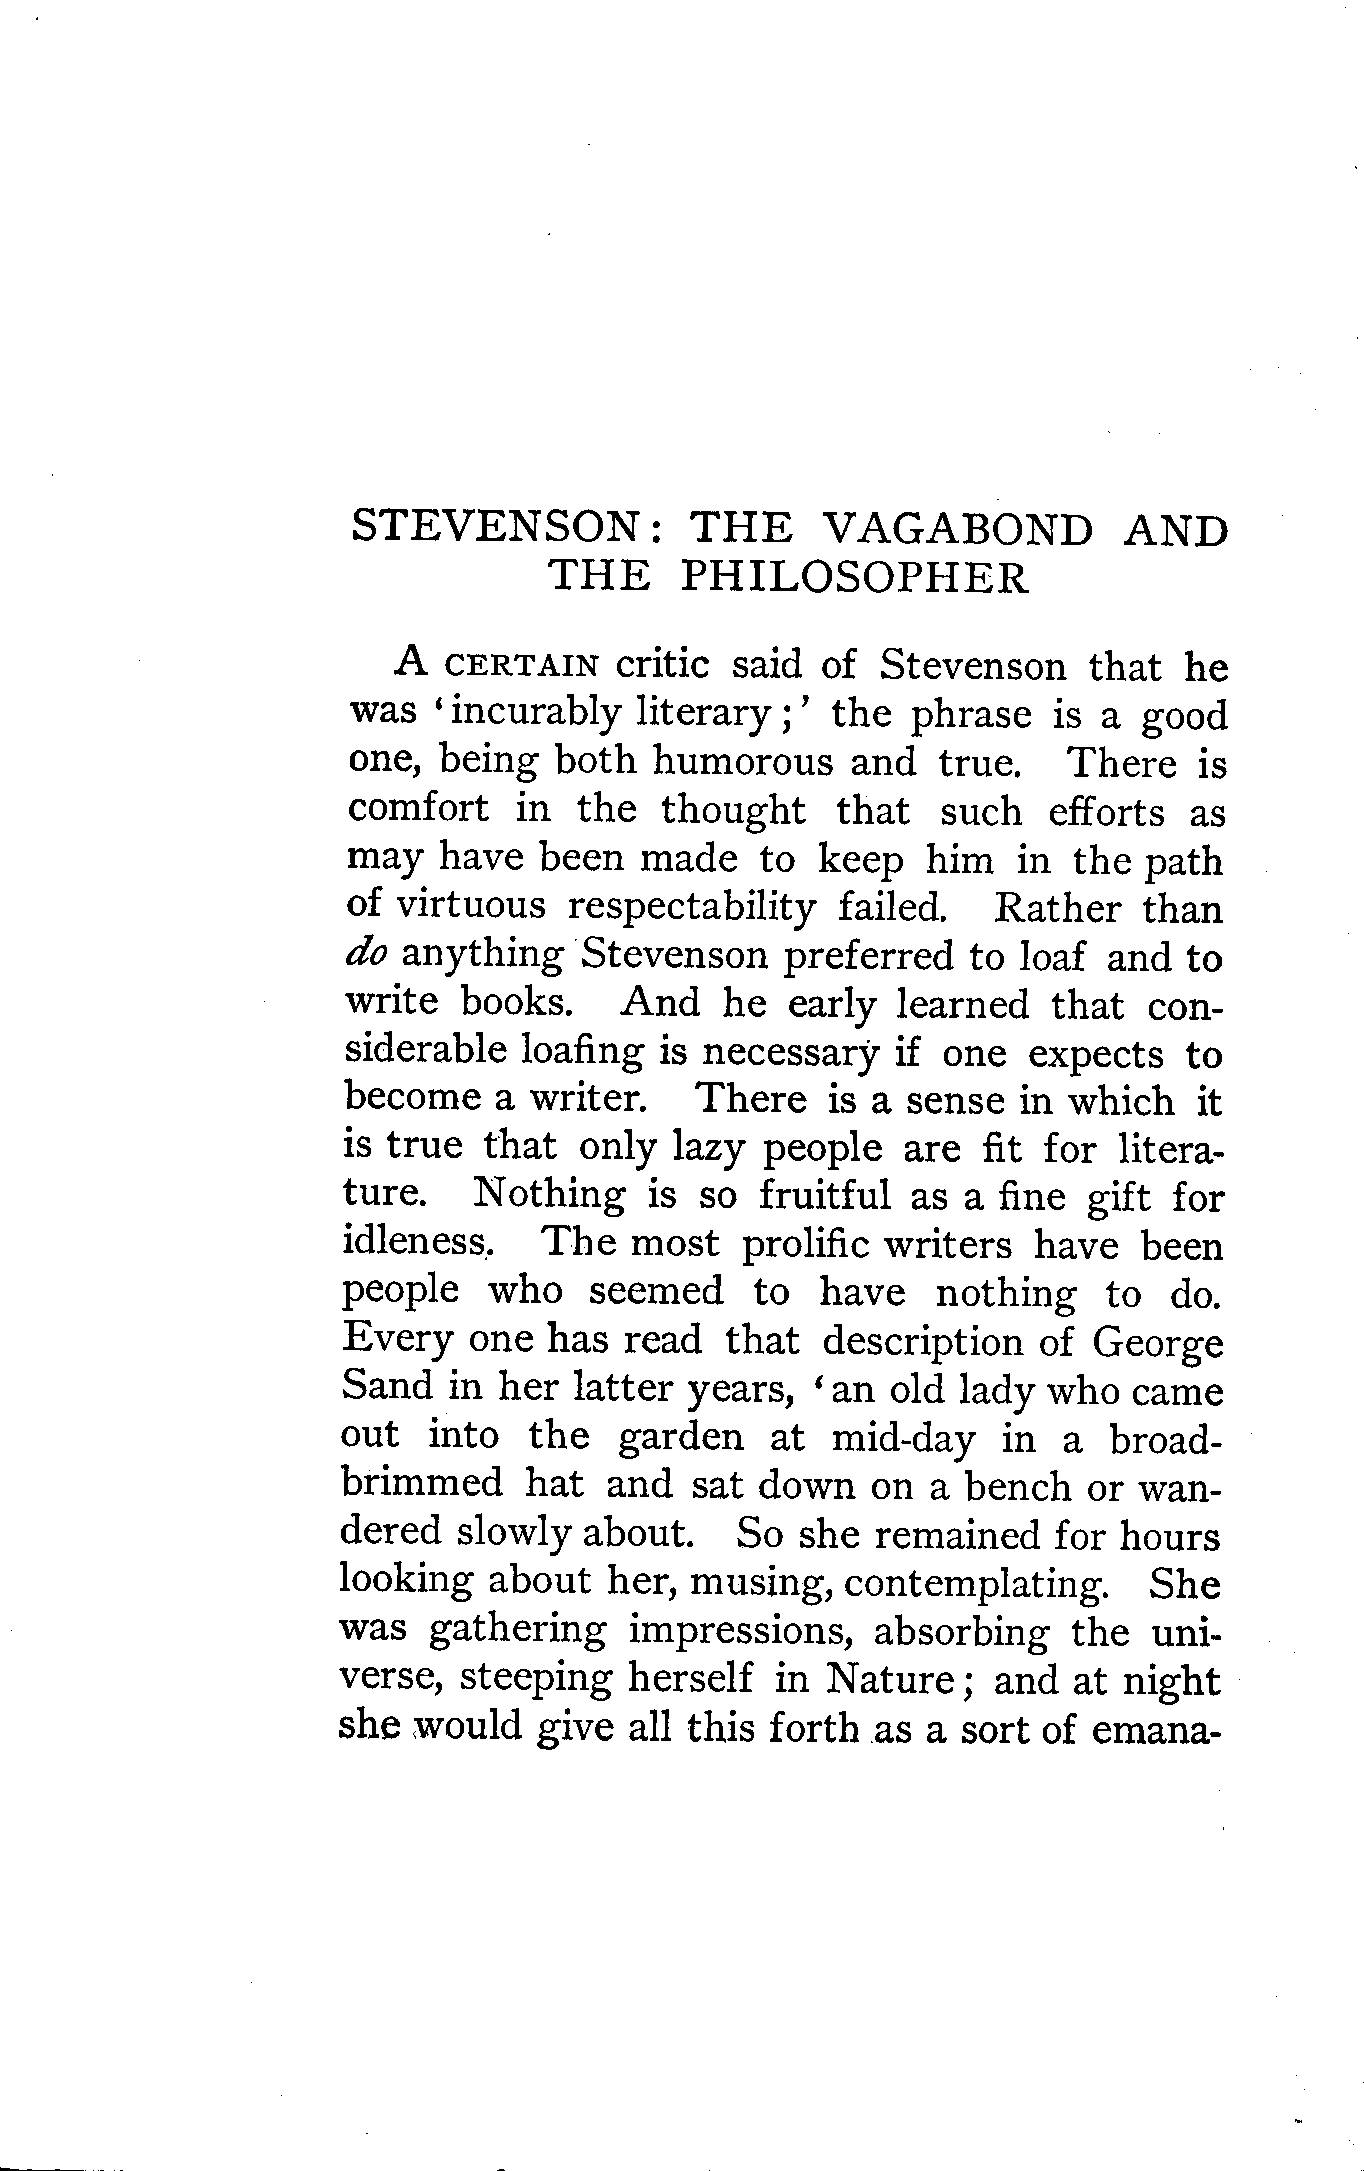 STEVENSON: THE VAGABOND AND
THE PHILOSOPHER
A CERTAIN critic said of Stevenson that he
was ‘incurably literary;’ the phrase is a good
one, being both humorous and true. There is
comfort in the thought that such efforts as
may have been made to keep him in the path
of virtuous respectability failed. Rather than
do anything Stevenson preferred to loaf and to
write books. And he early learned that con-
siderable loafing is necessary if one expects to
become a writer. There is a sense in which it
is true that only lazy people are fit for litera-
ture. Nothing is so fruitful as a fine gift for
idleness. The most prolific writers have been
people who seemed to have nothing to do.
Every one has read that description of George
Sand in her latter years, ‘an old lady who came
out into the garden at mid-day in a broad-
brimmed hat and sat down on a bench or wan-
dered slowly about. So she remained for hours
looking about her, musing, contemplating. She
was gathering impressions, absorbing the uni-
verse, steeping herself in Nature; and at night
she would give all this forth as a sort of emana-